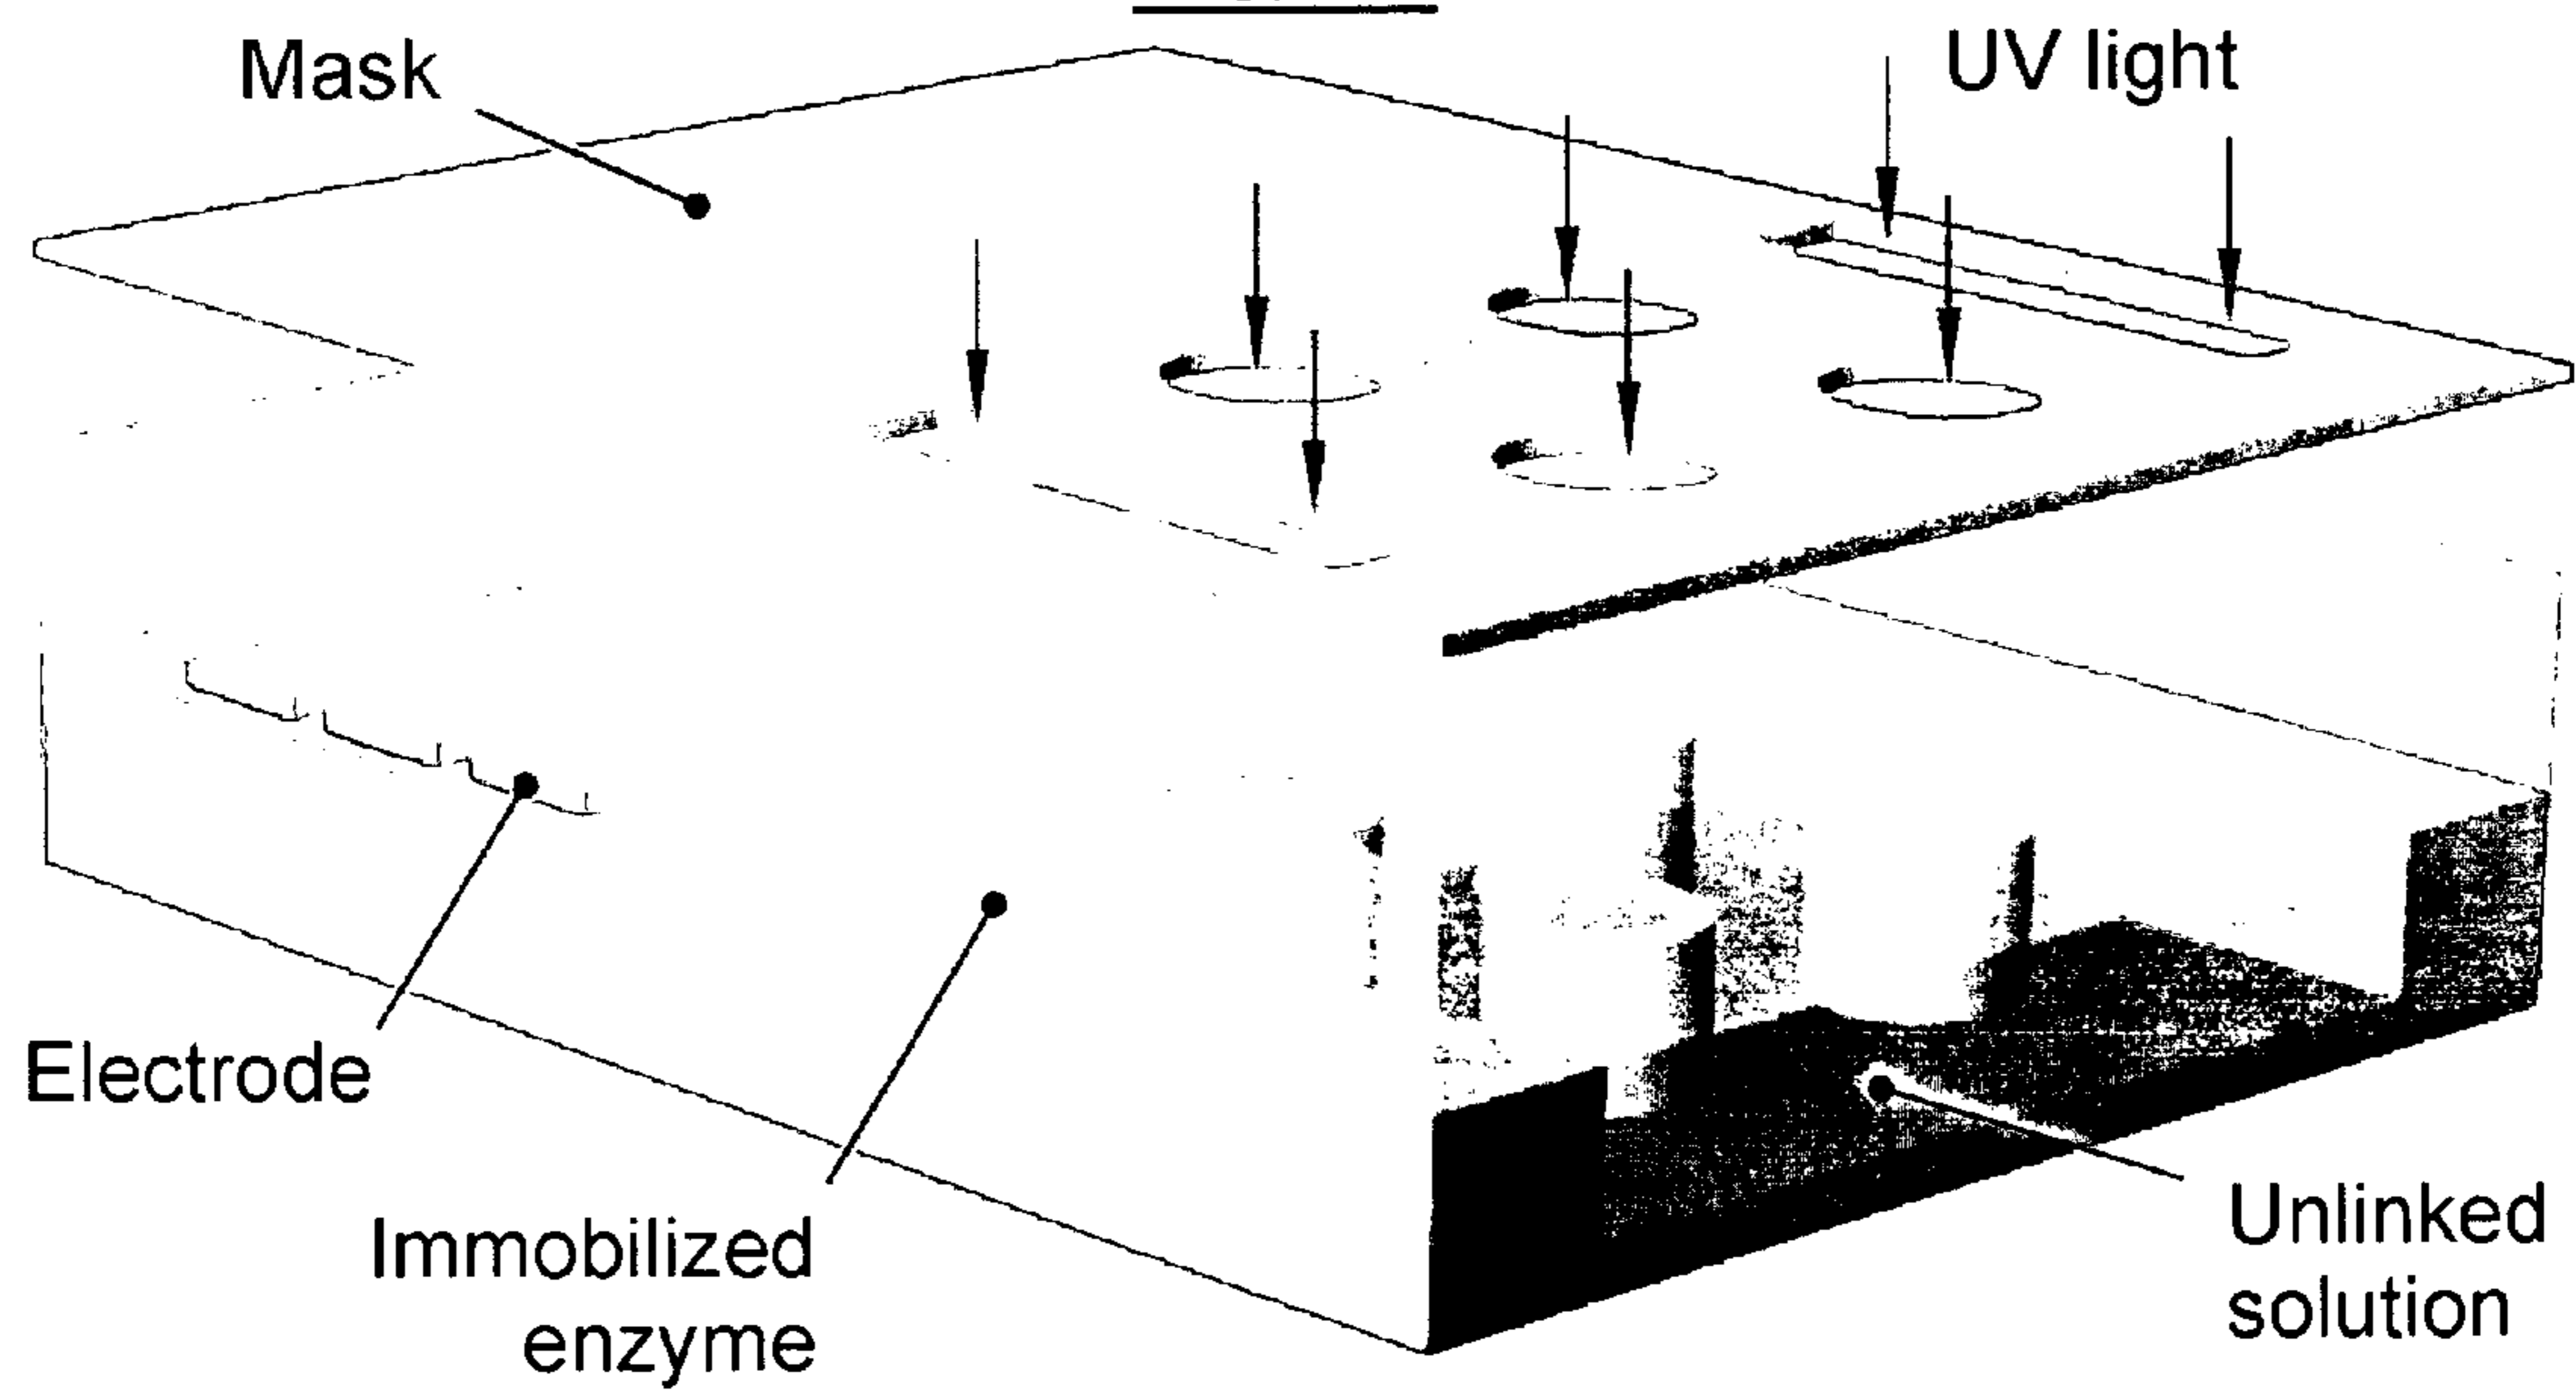 Mask
UV light
Electrode
Immobilized
enzyme
Unlinked
solution